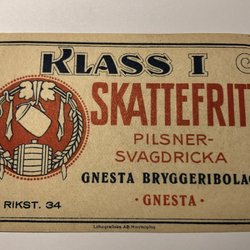 KLASS I
SKATTEFRITT
PILSNER-
SVAGDRICKA
GNESTA BRYGGERIBOLAG
· GNESTA ·
RIKST. 34